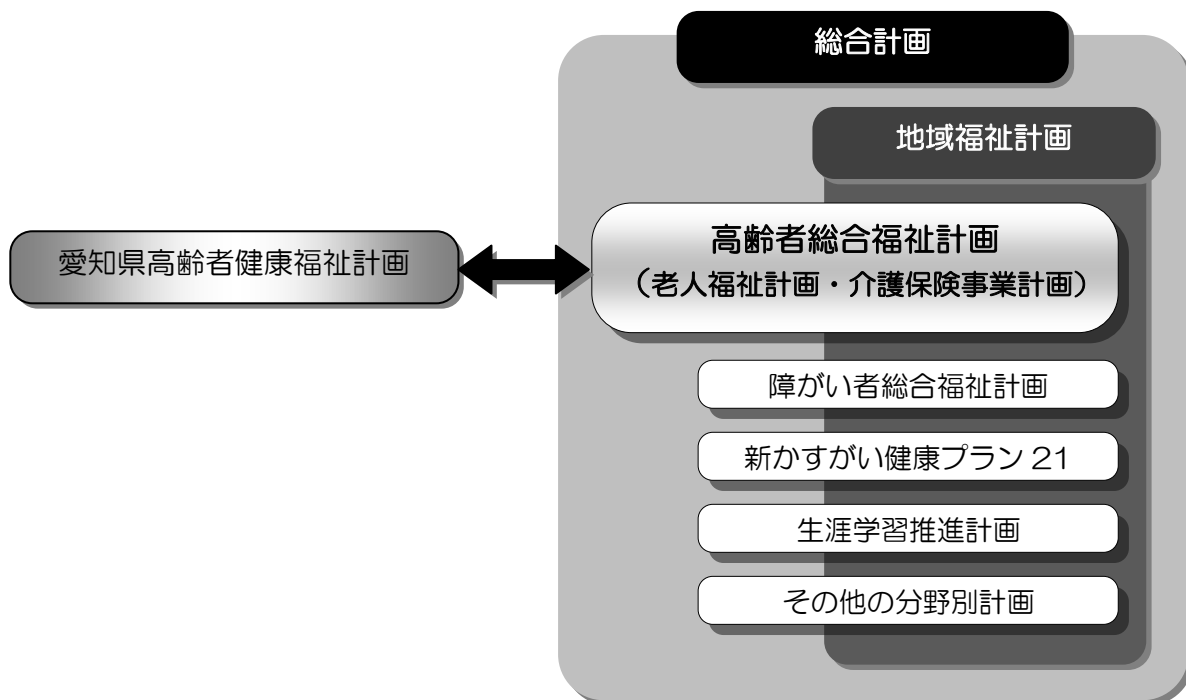 総合計画
地域福祉計画
愛知県高齢者健康福祉計画
高齢者総合福祉計画
（老人福祉計画・介護保険事業計画）
障がい者総合福祉計画
新かすがい健康プラン 21
生涯学習推進計画
その他の分野別計画